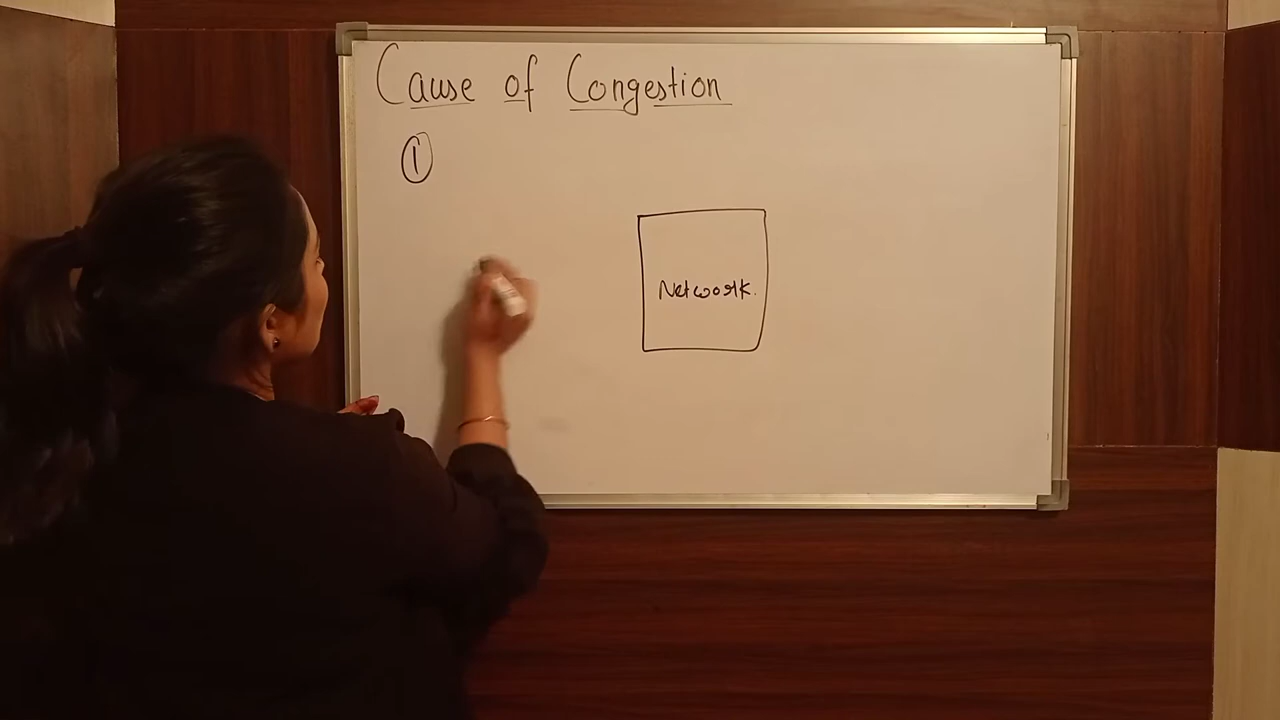 Cause of Congestion
①
Network.